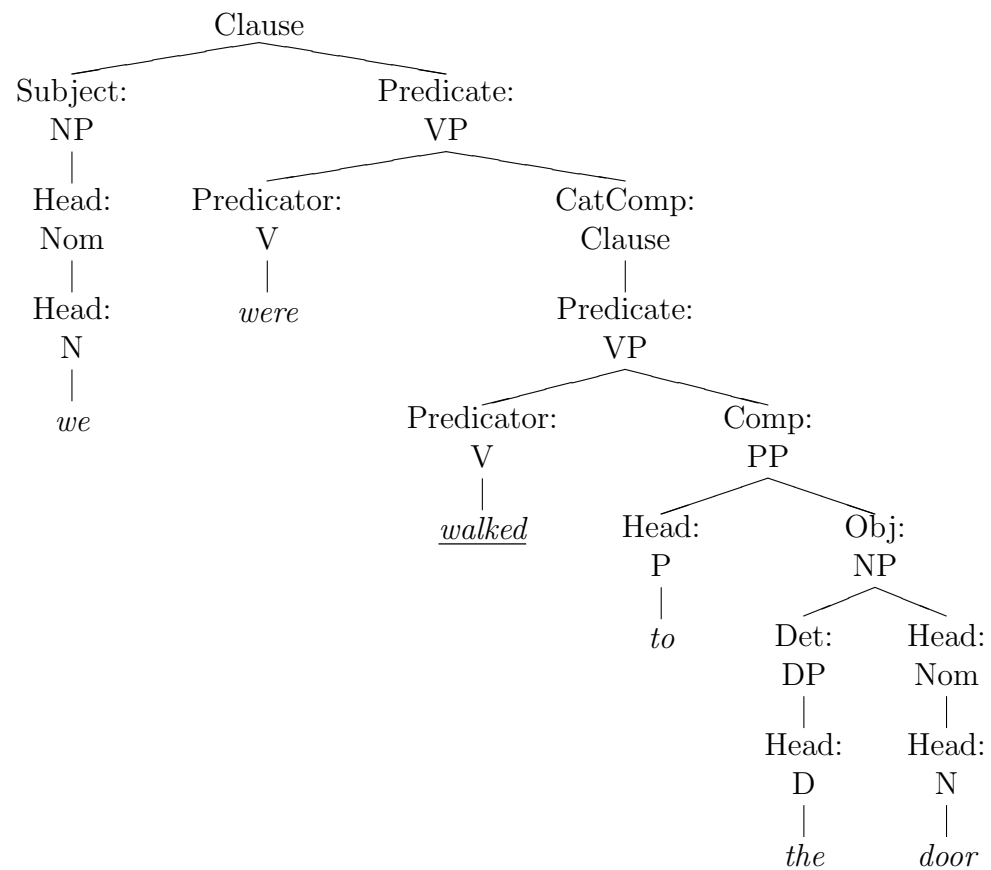 Clause
Subject: Predicate:
NP VP
Head: Predicator: CatComp:
Nom V Clause
Head: were Predicate:
N VP
we Predicator: Comp:
V PP
walked Head: Obj:
P NP
to Det: Head:
DP Nom
Head: Head:
D N
the door